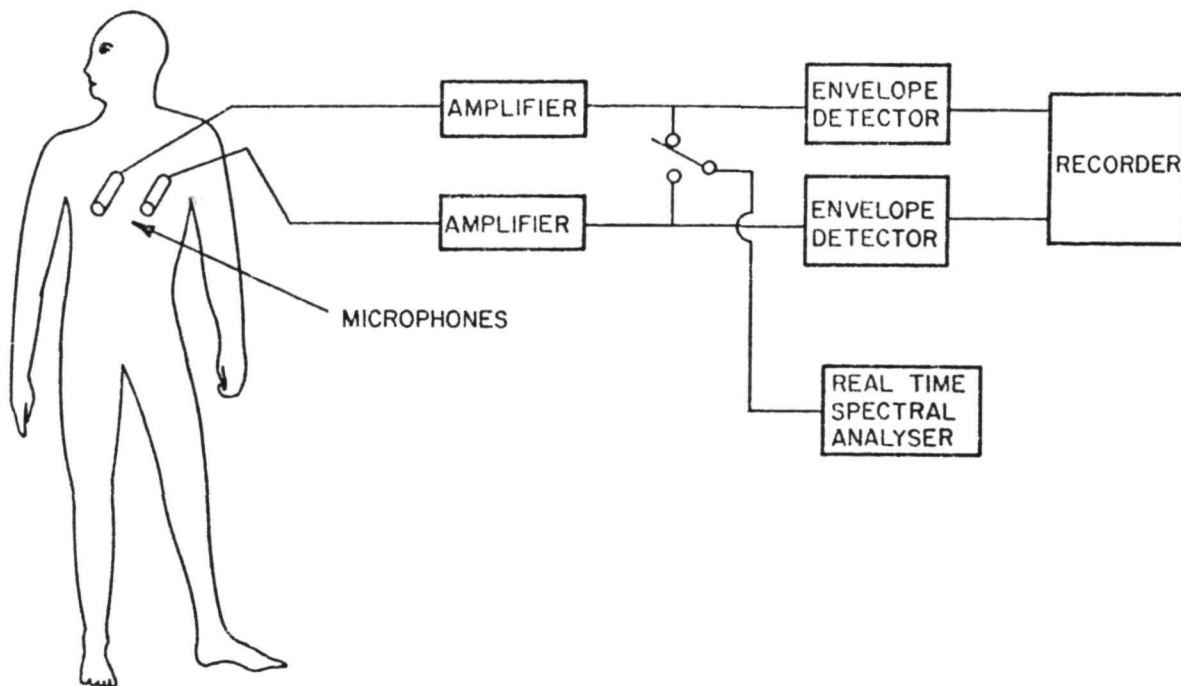 AMPLIFIER
ENVELOPE
DETECTOR
RECORDER
AMPLIFIER
ENVELOPE
DETECTOR
MICROPHONES
REAL TIME
SPECTRAL
ANALYSER